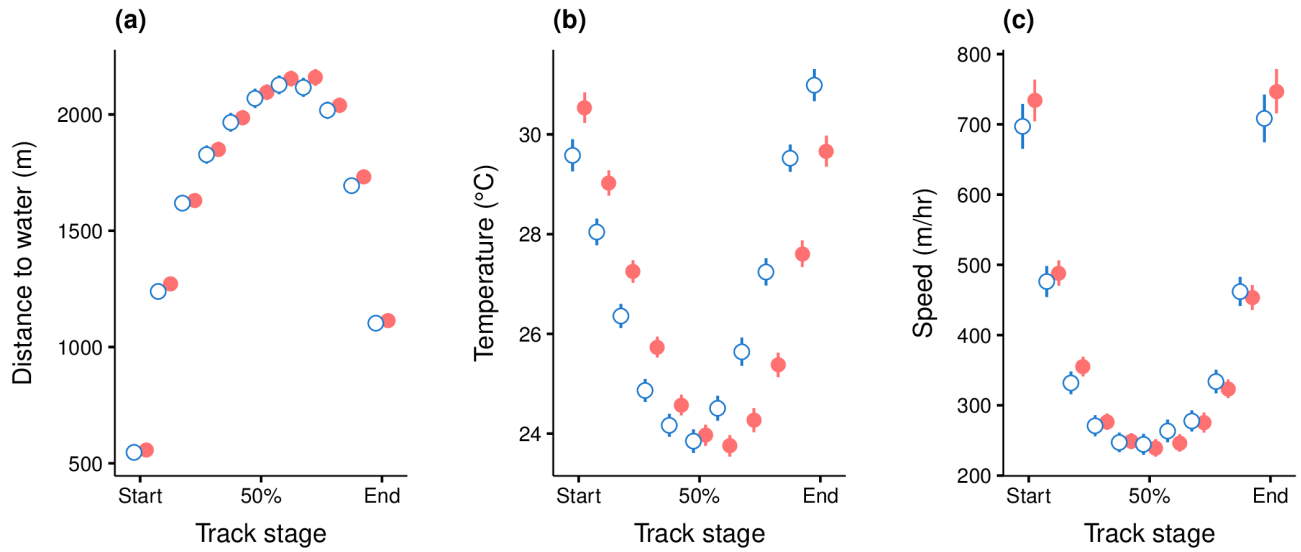 (a)
Distance to water (m)
2000
1500
1000
500
Start
50%
End
Track stage
(b)
Temperature (°C)
30
28
26
24
Start
50%
End
Track stage
(c)
Speed (m/hr)
800
700
600
500
400
300
200
Start
50%
End
Track stage